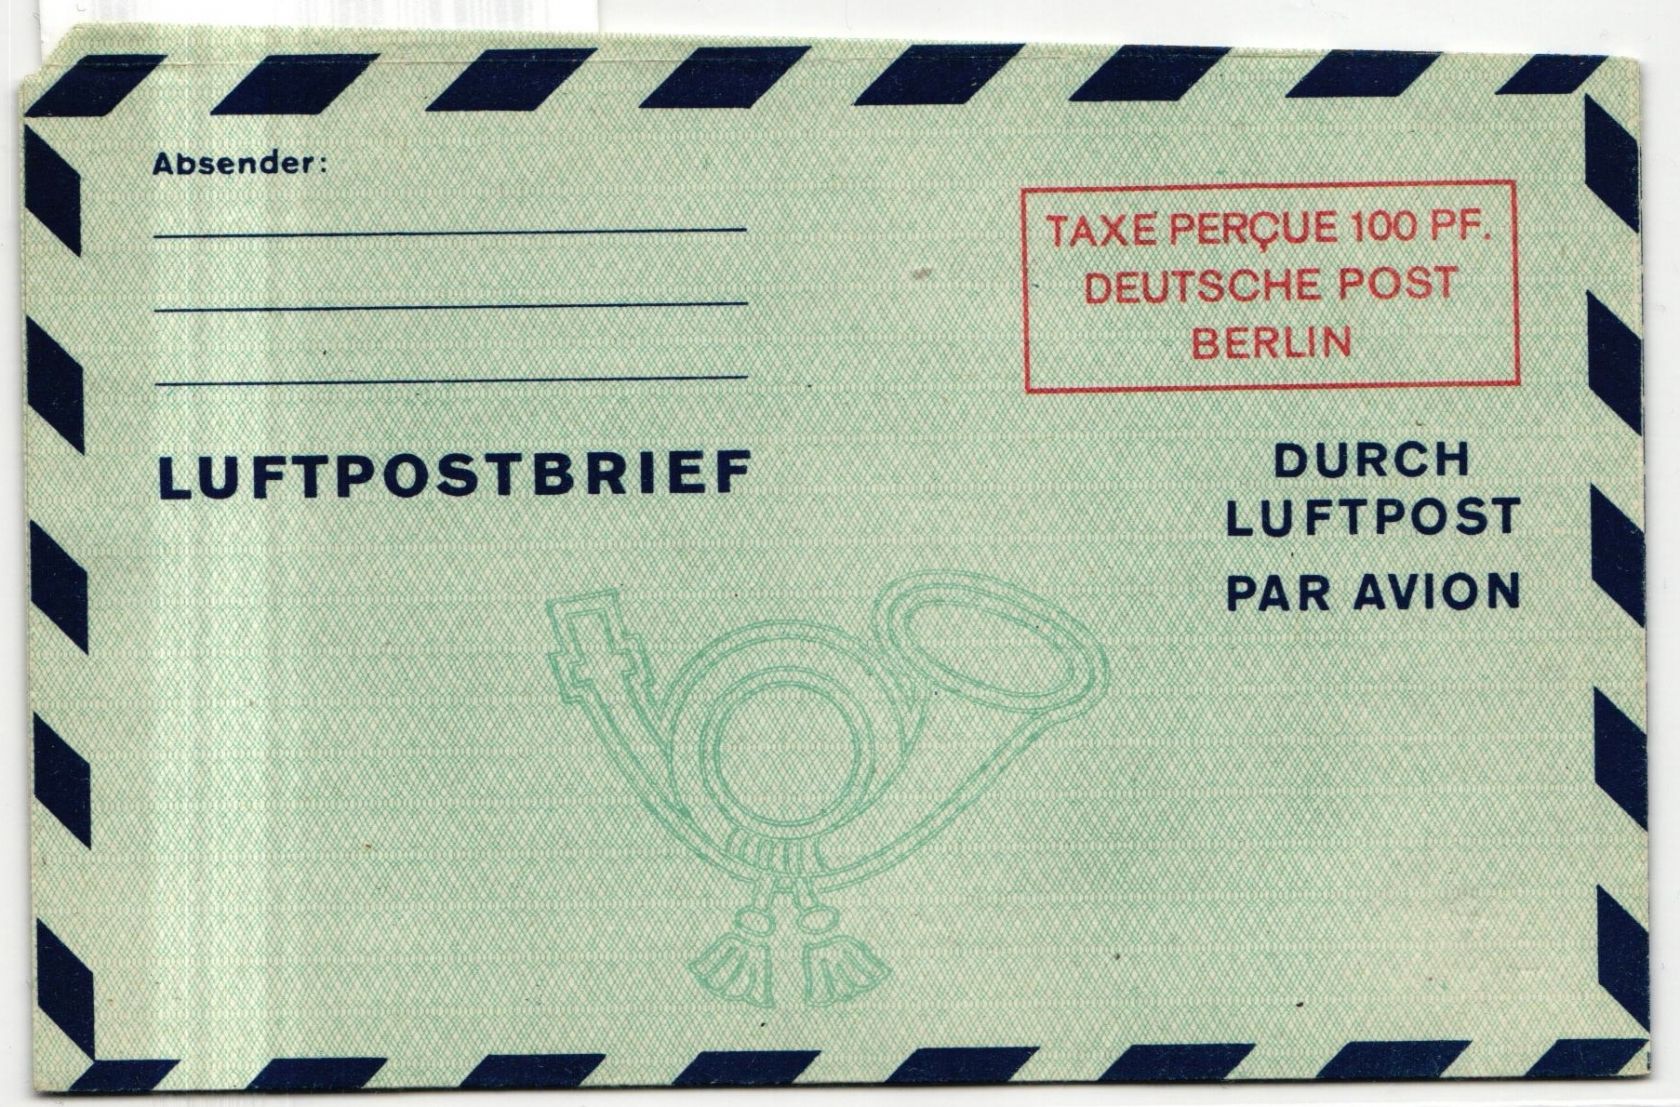 Absender:
TAXE PERÇUE 100 PF.
DEUTSCHE POST
BERLIN
LUFTPOSTBRIEF
DURCH
LUFTPOST
PAR AVION